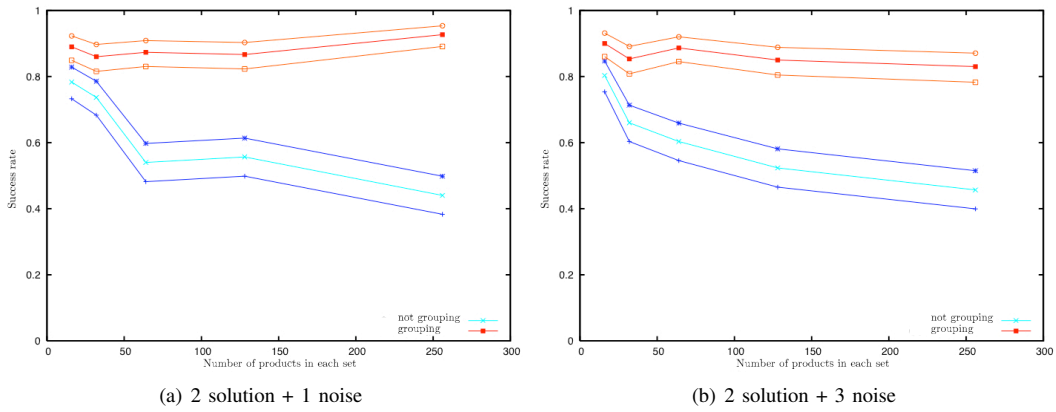 1
0.8
0.6
0.4
0.2
0
0 50 100 150 200 250 300
Success rate
Number of products in each set
not grouping
grouping
(a) 2 solution + 1 noise
1
0.8
0.6
0.4
0.2
0
0 50 100 150 200 250 300
Success rate
Number of products in each set
not grouping
grouping
(b) 2 solution + 3 noise